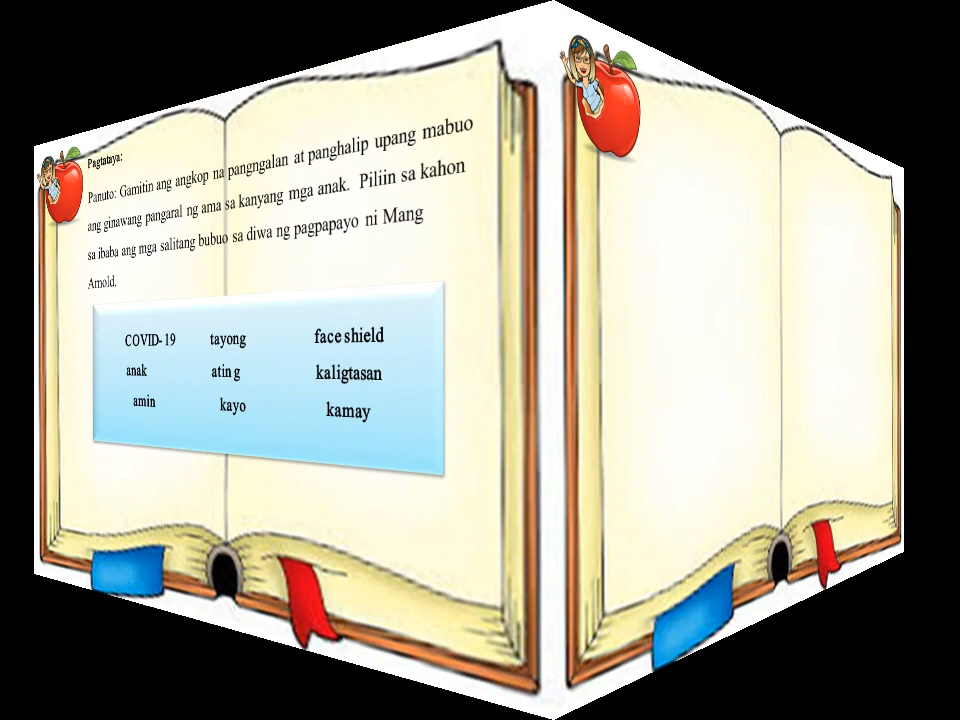 Pagtataya:
Panuto: Gamitin ang angkop na pangngalan at panghalip upang mabuo
ang ginawang pangaral ng ama sa kanyang mga anak. Piliin sa kahon
sa ibaba ang mga salitang bubuo sa diwa ng pagpapayo ni Mang
Arnold.
COVID- 19 tayong face shield
anak ating kaligtasan
amin kayo kamay